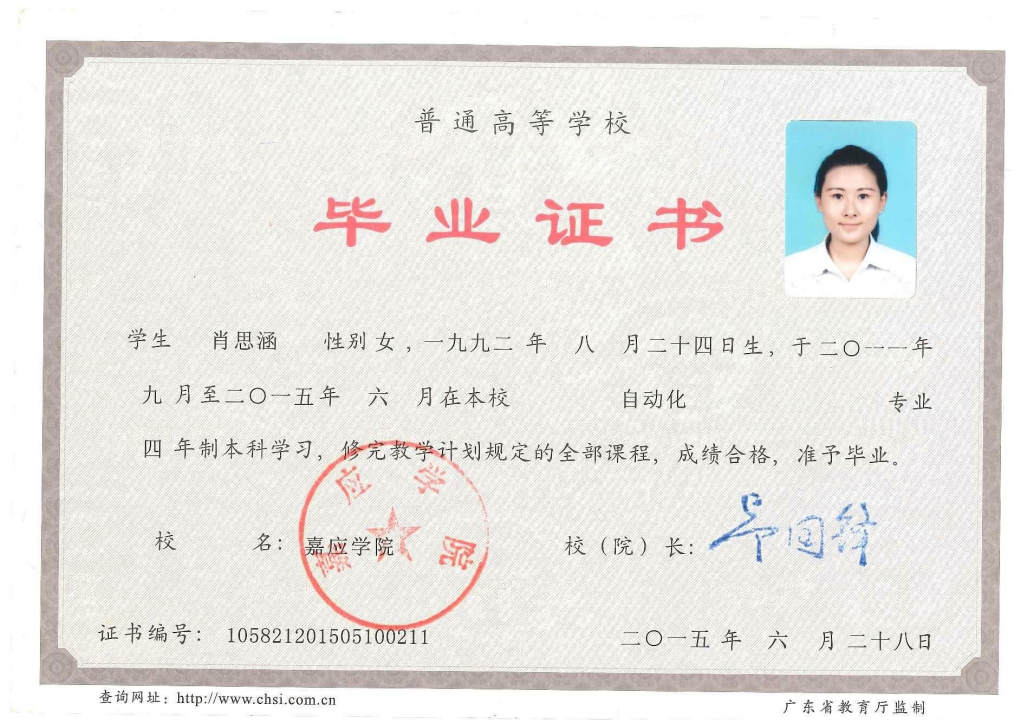 普通高等学校
毕业证书
学生 肖思涵 性别 女，一九九二 年 八 月二十四日生，于二〇一一年
九 月至二〇一五年 六 月在本校 自动化 专业
四 年制本科学习，修完教学计划规定的全部课程，成绩合格，准予毕业。
校 名：嘉应学院 校（院）长：
嘉应学院
证书编号： 105821201505100211 二〇一五 年 六 月 二十八日
查询网址：http://www.chsi.com.cn 广东省教育厅监制